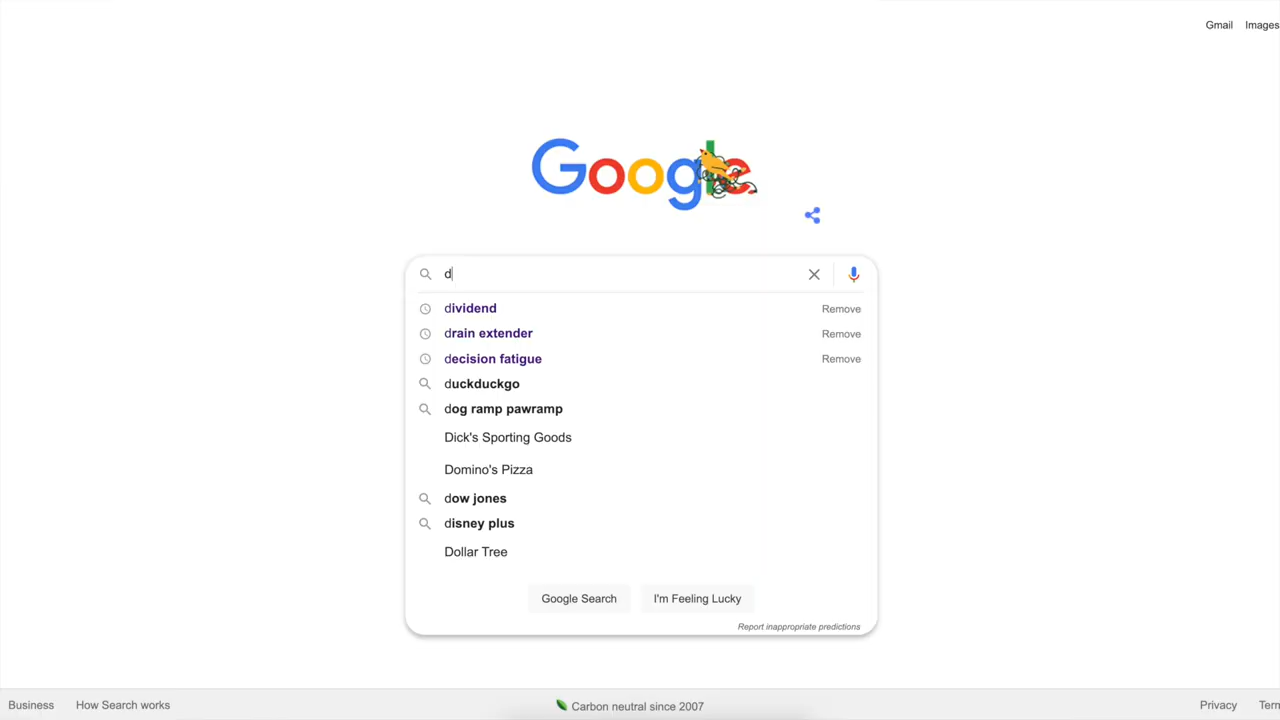 Gmail Images
Google
d
dividend Remove
drain extender Remove
decision fatigue Remove
duckduckgo
dog ramp pawramp
Dick's Sporting Goods
Domino's Pizza
dow jones
disney plus
Dollar Tree
Google Search I'm Feeling Lucky
Report inappropriate predictions
Business How Search works Carbon neutral since 2007 Privacy